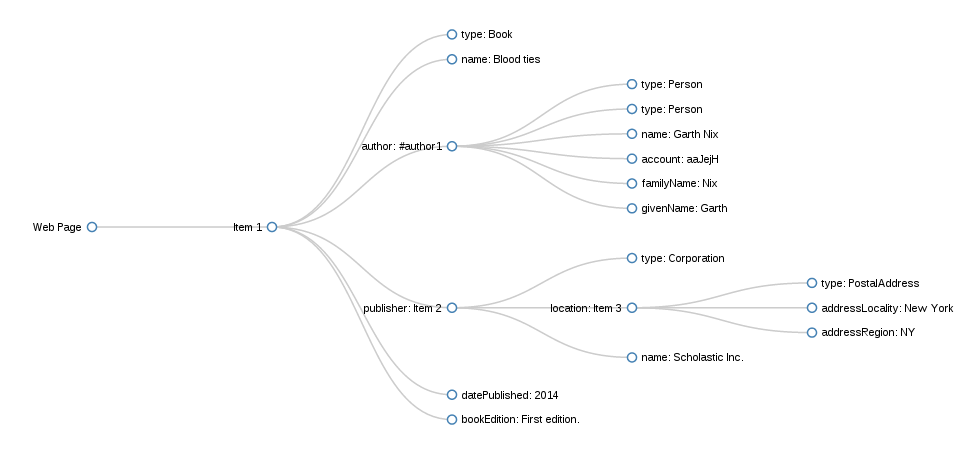 Web Page
Item 1
type: Book
name: Blood ties
author: #author1
type: Person
type: Person
name: Garth Nix
account: aaJejH
familyName: Nix
givenName: Garth
publisher: Item 2
type: Corporation
location: Item 3
type: PostalAddress
addressLocality: New York
addressRegion: NY
name: Scholastic Inc.
datePublished: 2014
bookEdition: First edition.